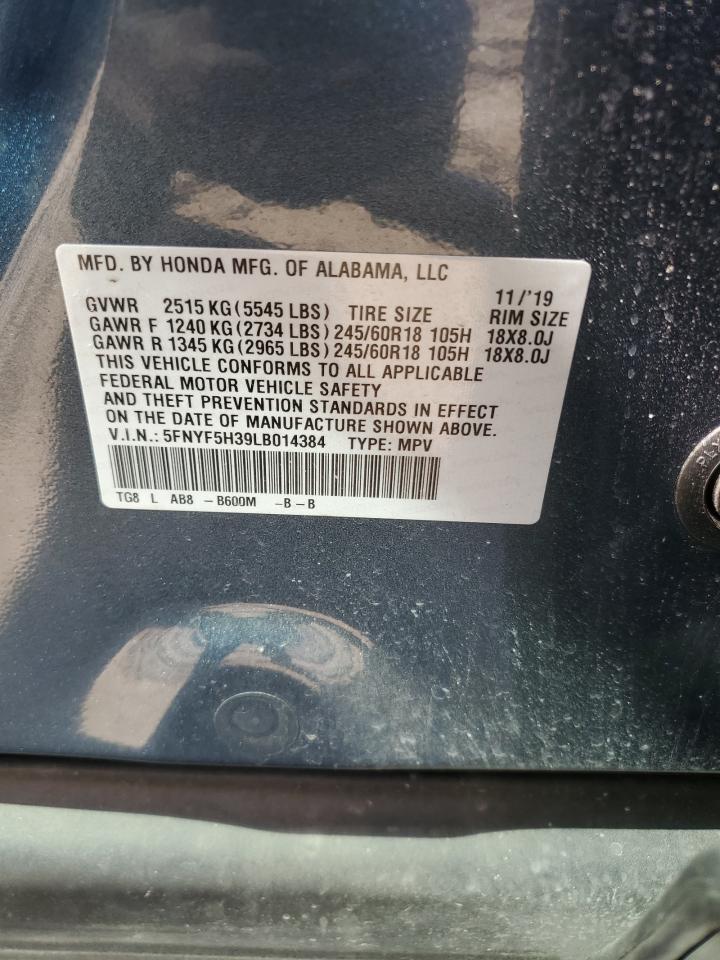 MFD. BY HONDA MFG. OF ALABAMA, LLC
11/'19
GVWR 2515 KG (5545 LBS) TIRE SIZE RIM SIZE
GAWR F 1240 KG (2734 LBS) 245/60R18 105H 18X8.0J
GAWR R 1345 KG (2965 LBS) 245/60R18 105H 18X8.0J
THIS VEHICLE CONFORMS TO ALL APPLICABLE
FEDERAL MOTOR VEHICLE SAFETY
AND THEFT PREVENTION STANDARDS IN EFFECT
ON THE DATE OF MANUFACTURE SHOWN ABOVE.
V.I.N.: 5FNYF5H39LB014384 TYPE: MPV
TG8 L AB8 -B600M -B-B